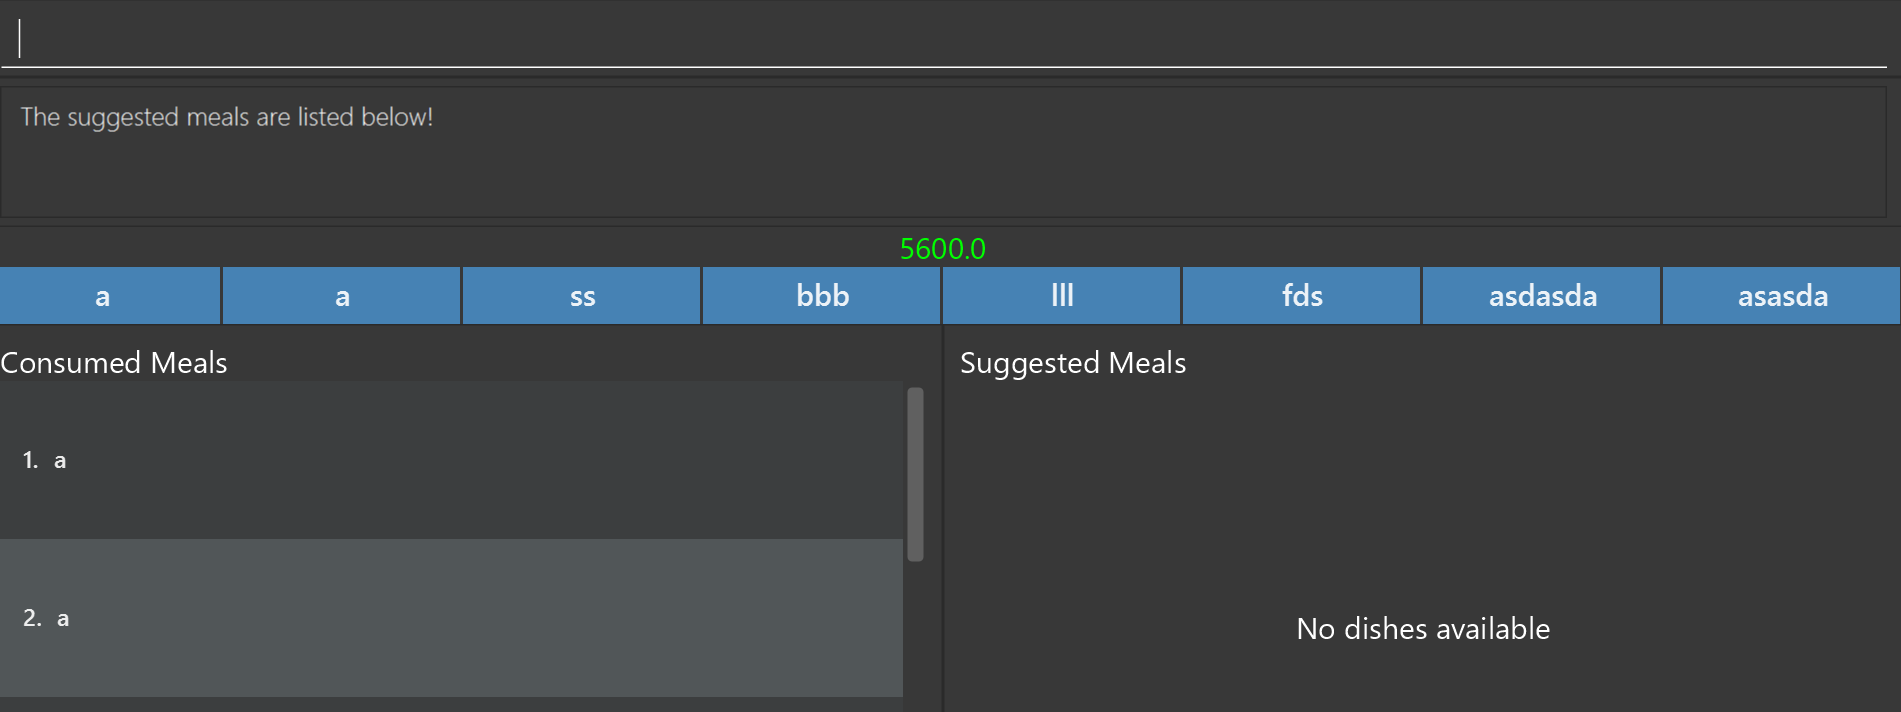 The suggested meals are listed below!
5600.0
a a ss bbb lll fds asdasda asasda
Consumed Meals
Suggested Meals
1. a
2. a
No dishes available